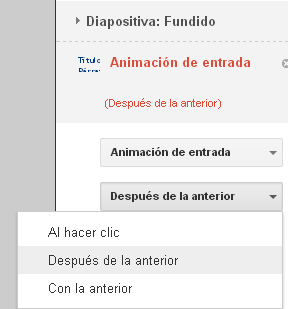 Diapositiva: Fundido
Título
Animación de entrada
(Después de la anterior)
Animación de entrada
Después de la anterior
Al hacer clic
Después de la anterior
Con la anterior